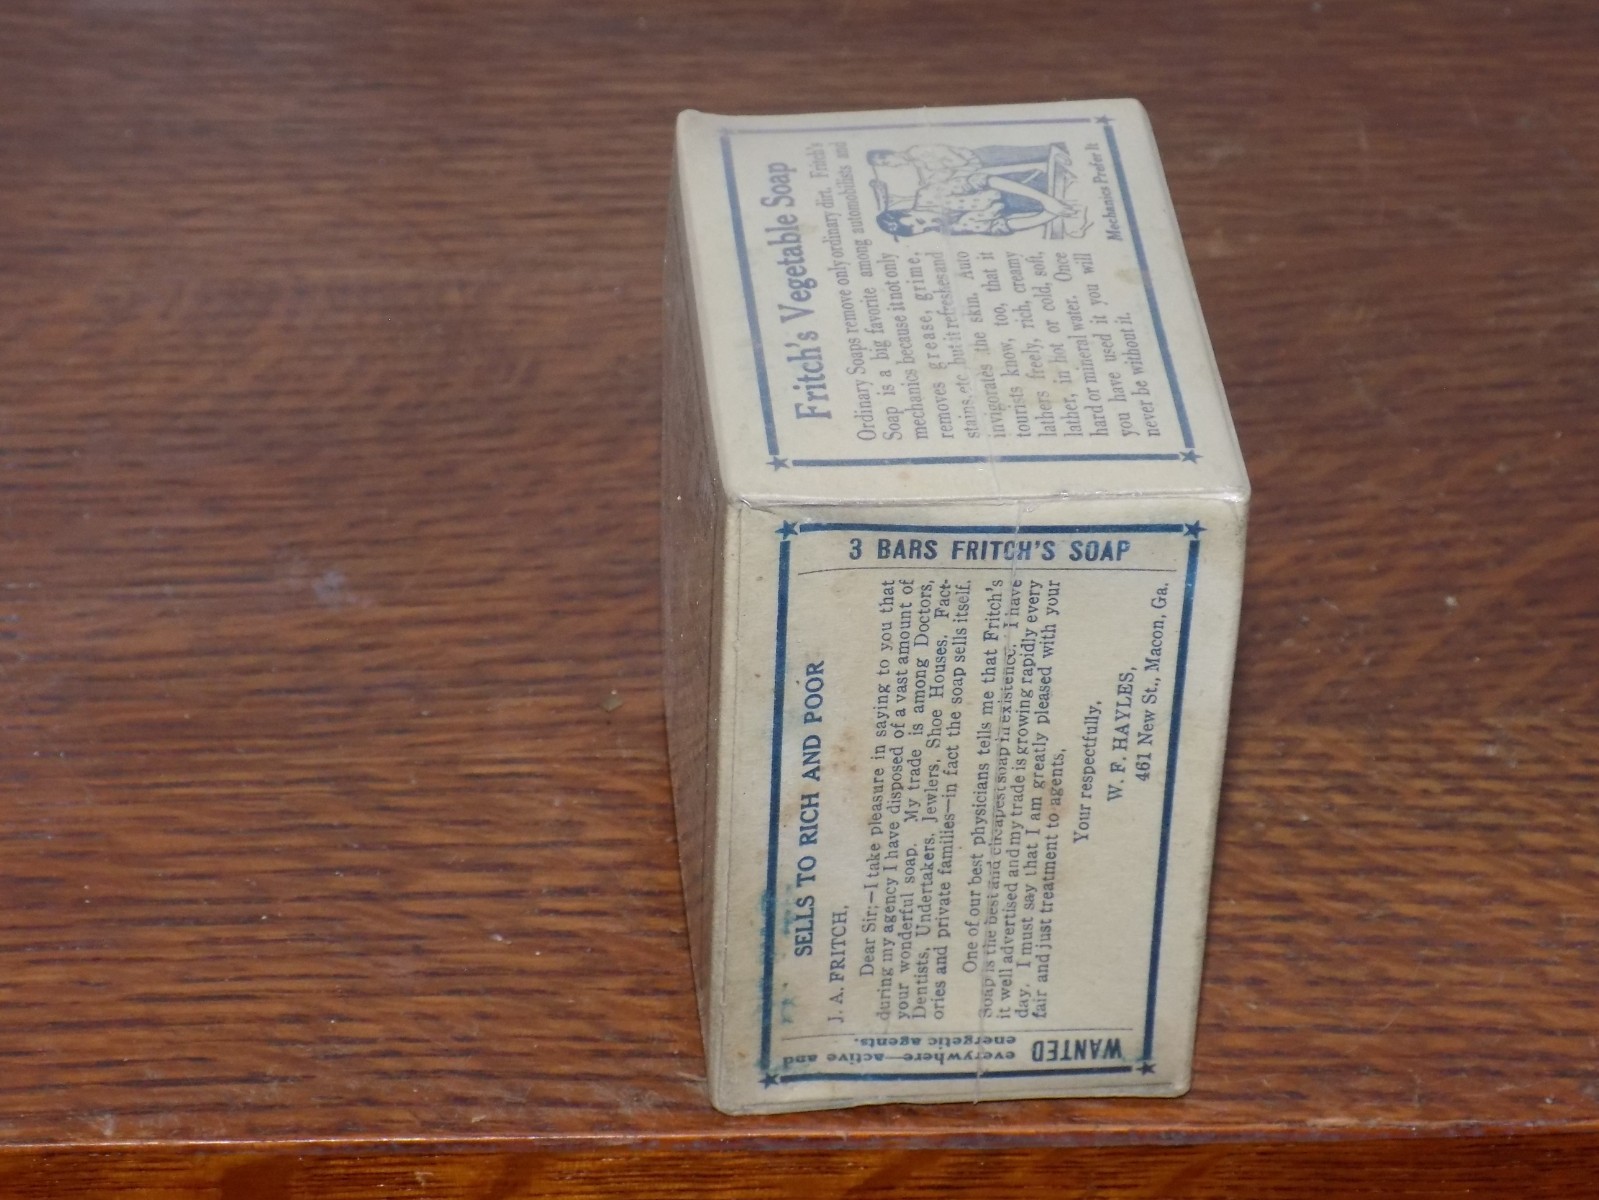 Fritch's Vegetable Soap
Ordinary Soaps remove only ordinary dirt. Fritch's
Soap is a big favorite among automobilists and
mechanics because it not only
removes grease, grime,
stains, etc. but it refreshes and
invigorates the skin. Auto
tourists know, too, that it
lathers freely, rich, creamy
lather, in hot or cold, soft,
hard or mineral water. Once
you have used it you will
never be without it.
Mechanics Prefer It
3 BARS FRITCH'S SOAP
SELLS TO RICH AND POOR
J. A. FRITCH,
Dear Sir:—I take pleasure in saying to you that
during my agency I have disposed of a vast amount of
your wonderful soap. My trade is among Doctors,
Dentists, Undertakers, Jewlers, Shoe Houses, Fact-
ories and private families—in fact the soap sells itself.
One of our best physicians tells me that Fritch's
Soap is the best and cheapest soap in existence. I have
it well advertised and my trade is growing rapidly every
day. I must say that I am greatly pleased with your
fair and just treatment to agents.
Your respectfully,
W. F. HAYLES,
461 New St., Macon, Ga.
WANTED everywhere—active and
energetic agents.